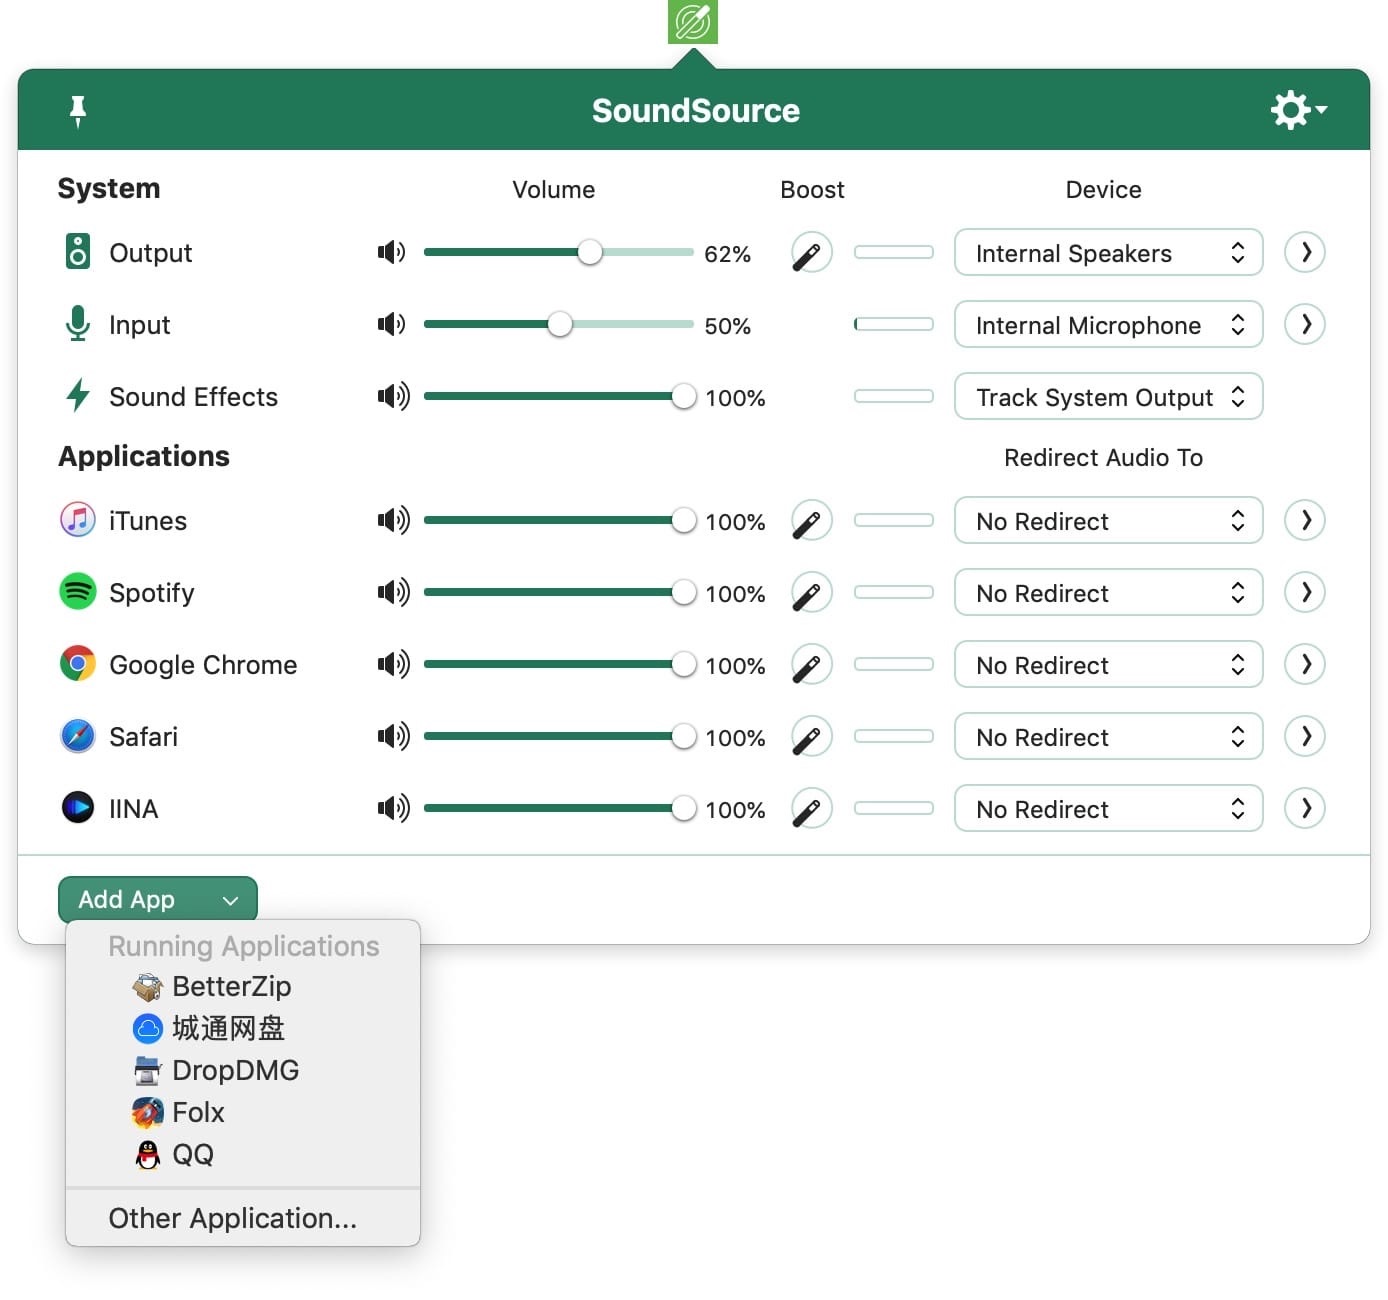 SoundSource
System Volume Boost Device
Output 62% Internal Speakers
Input 50% Internal Microphone
Sound Effects 100% Track System Output
Applications Redirect Audio To
iTunes 100% No Redirect
Spotify 100% No Redirect
Google Chrome 100% No Redirect
Safari 100% No Redirect
IINA 100% No Redirect
Add App
Running Applications
BetterZip
城通网盘
DropDMG
Folx
QQ
Other Application...